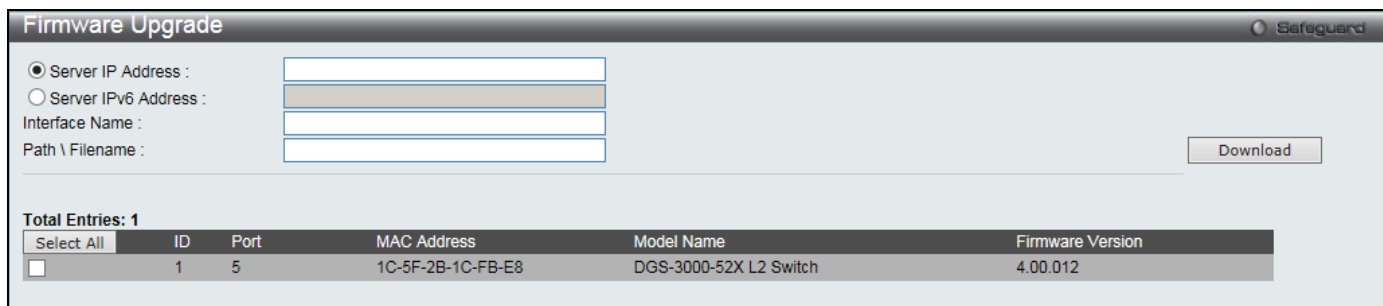 Firmware Upgrade
Safeguard
Server IP Address :
Server IPv6 Address :
Interface Name :
Path \ Filename :
Download
Total Entries: 1
Select All ID Port MAC Address Model Name Firmware Version
1 5 1C-5F-2B-1C-FB-E8 DGS-3000-52X L2 Switch 4.00.012